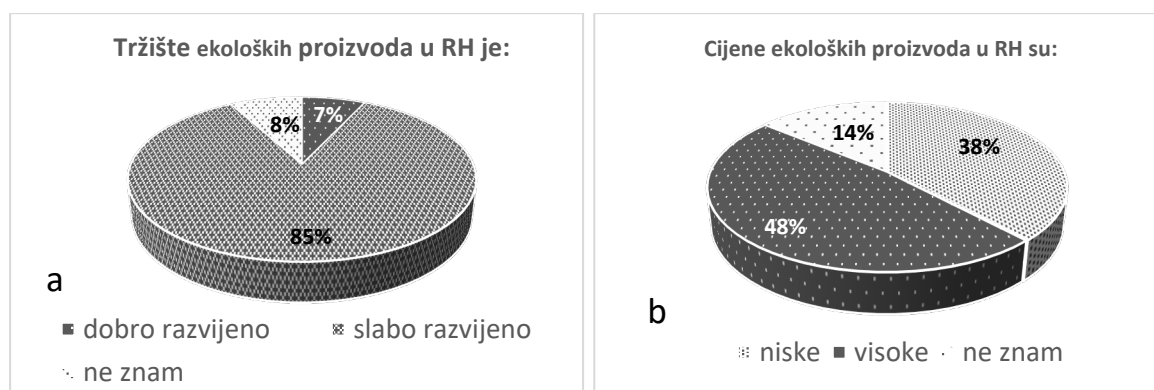 Tržište ekoloških proizvoda u RH je:
8%
7%
85%
a
dobro razvijeno
slabo razvijeno
ne znam
Cijene ekoloških proizvoda u RH su:
14%
38%
48%
b
niske visoke ne znam